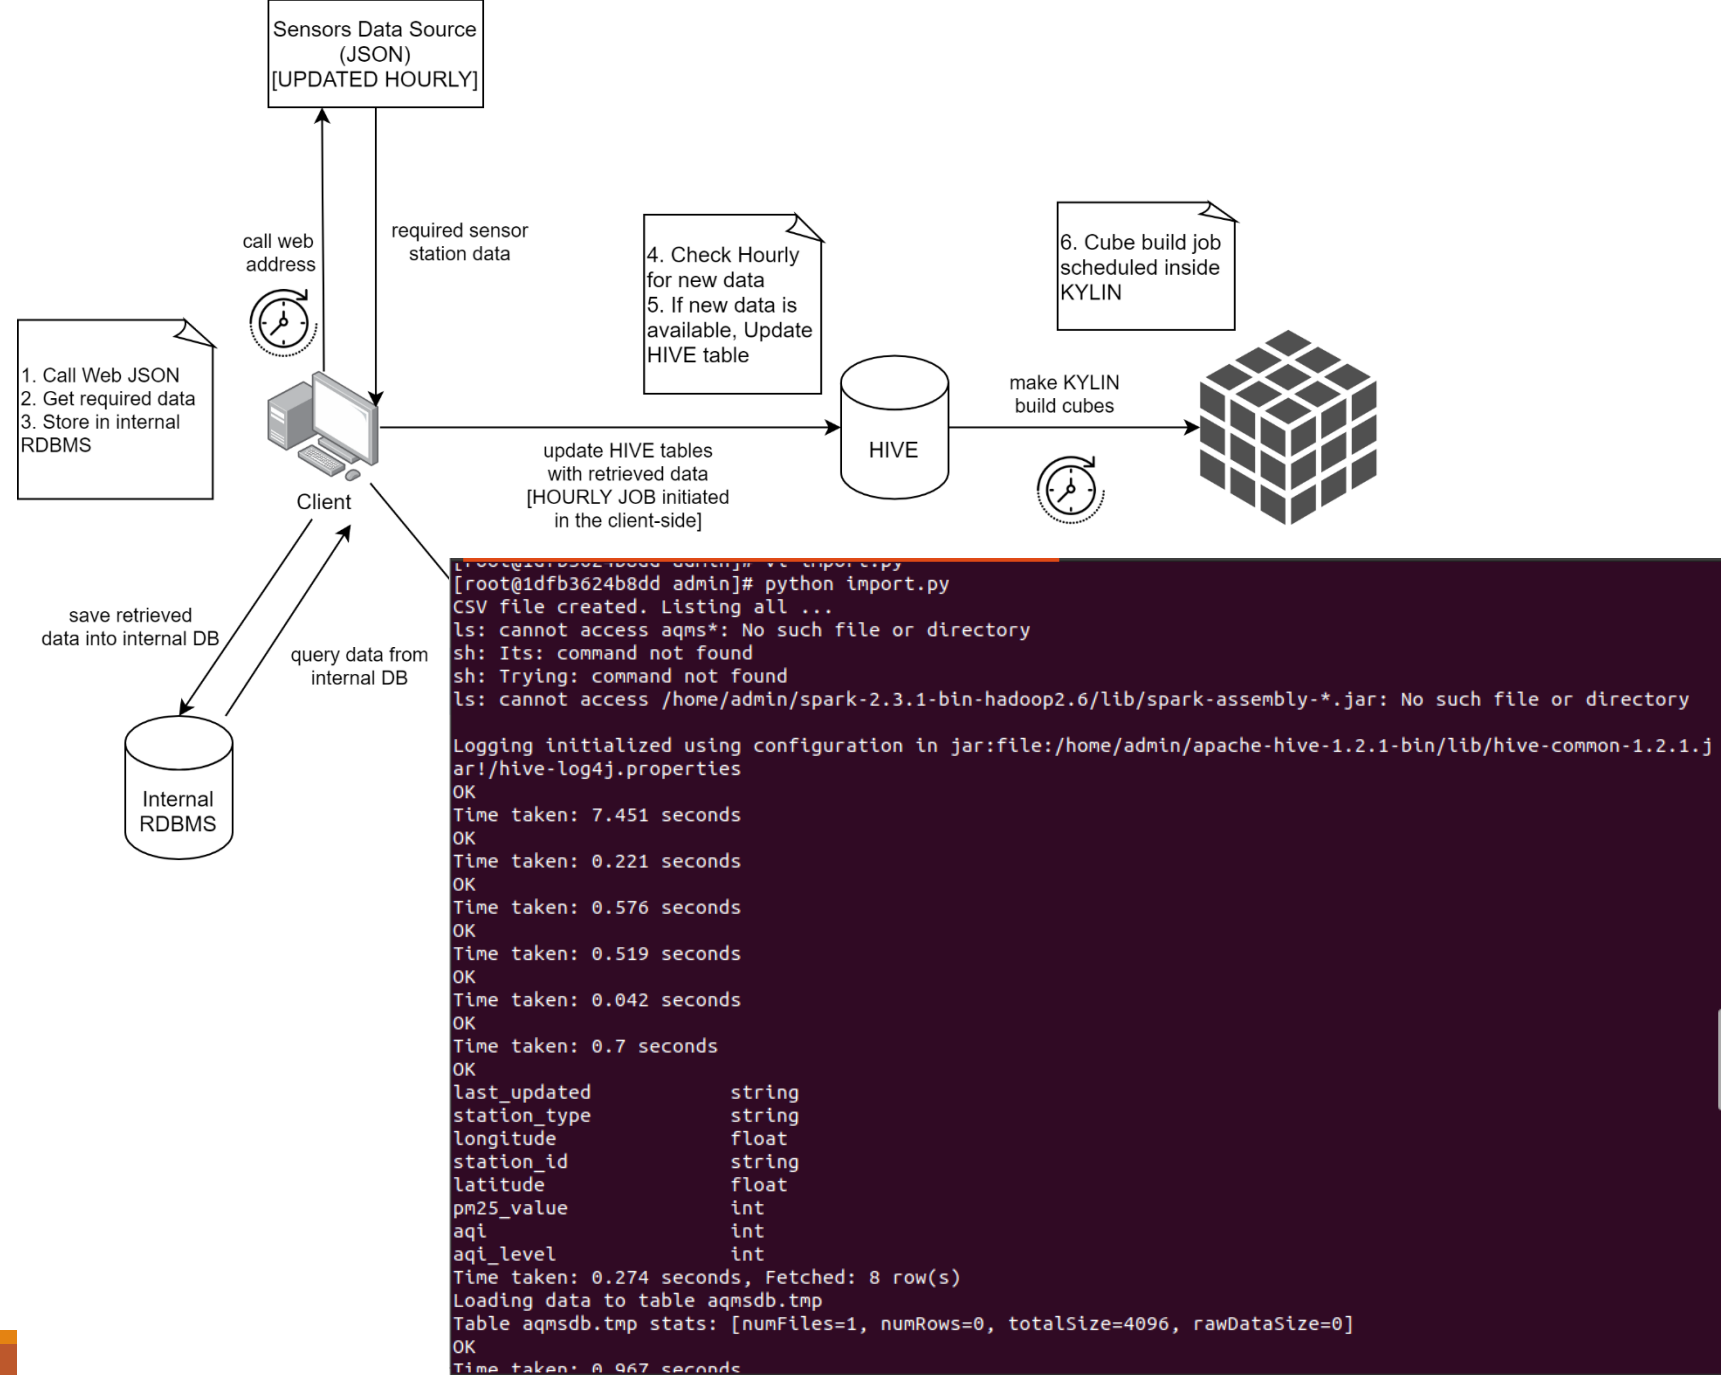 Sensors Data Source
(JSON)
[UPDATED HOURLY]
call web
address
required sensor
station data
1. Call Web JSON
2. Get required data
3. Store in internal
RDBMS
4. Check Hourly
for new data
5. If new data is
available, Update
HIVE table
6. Cube build job
scheduled inside
KYLIN
make KYLIN
build cubes
HIVE
update HIVE tables
with retrieved data
[HOURLY JOB initiated
in the client-side]
Client
save retrieved
data into internal DB
query data from
internal DB
Internal
RDBMS
[root@1dfb3624b8dd admin]# vi import.py
[root@1dfb3624b8dd admin]# python import.py
CSV file created. Listing all ...
ls: cannot access aqms*: No such file or directory
sh: Its: command not found
sh: Trying: command not found
ls: cannot access /home/admin/spark-2.3.1-bin-hadoop2.6/lib/spark-assembly-*.jar: No such file or directory
Logging initialized using configuration in jar:file:/home/admin/apache-hive-1.2.1-bin/lib/hive-common-1.2.1.j
ar!/hive-log4j.properties
OK
Time taken: 7.451 seconds
OK
Time taken: 0.221 seconds
OK
Time taken: 0.576 seconds
OK
Time taken: 0.519 seconds
OK
Time taken: 0.042 seconds
OK
Time taken: 0.7 seconds
OK
last_updated string
station_type string
longitude float
station_id string
latitude float
pm25_value int
aqi int
aqi_level int
Time taken: 0.274 seconds, Fetched: 8 row(s)
Loading data to table aqmsdb.tmp
Table aqmsdb.tmp stats: [numFiles=1, numRows=0, totalSize=4096, rawDataSize=0]
OK
Time taken: 0.967 seconds